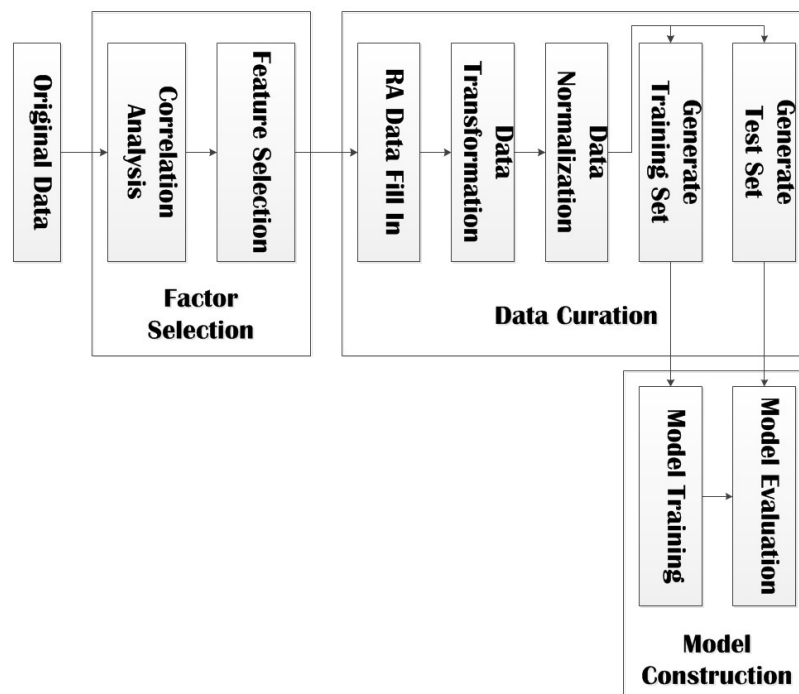 Original Data
Correlation
Analysis
Feature Selection
Factor
Selection
RA Data Fill In
Data
Transformation
Data
Normalization
Generate
Training Set
Generate
Test Set
Data Curation
Model Training
Model Evaluation
Model
Construction